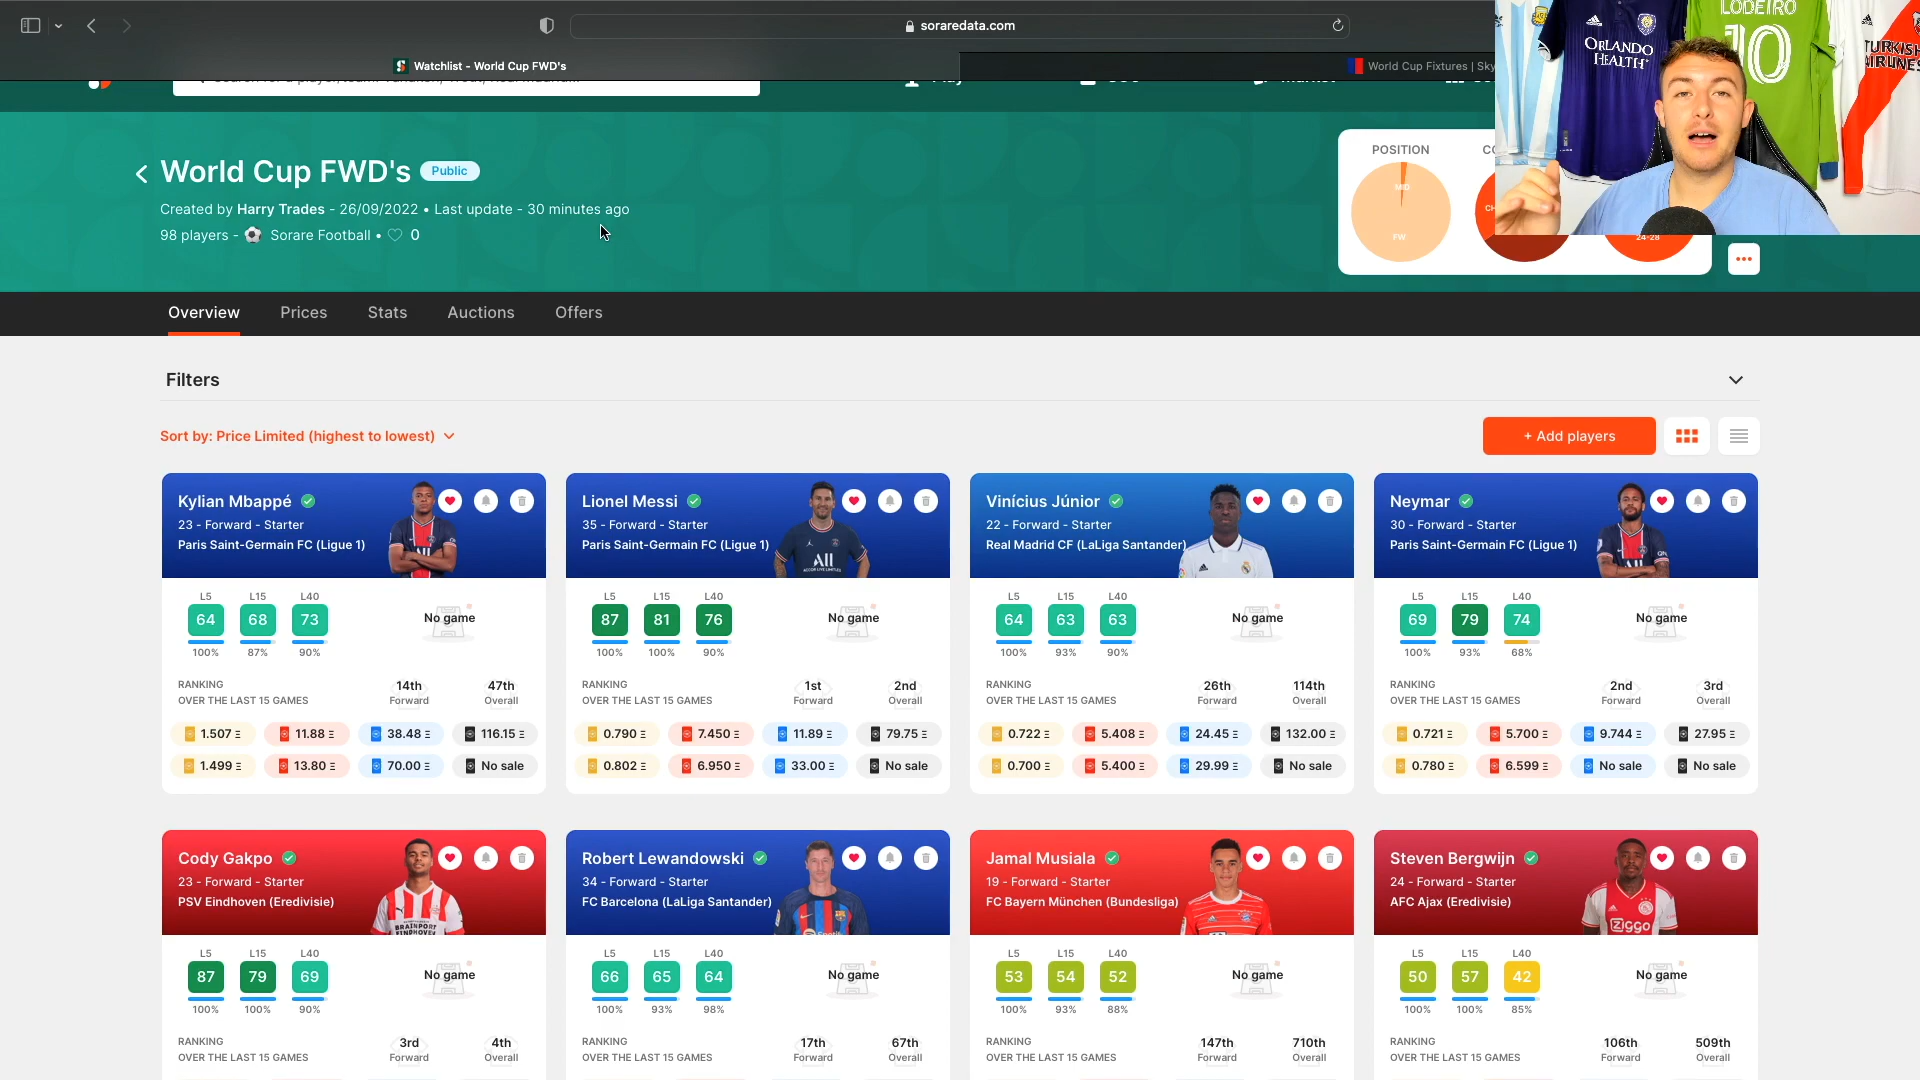 soraredata.com
Watchlist - World Cup FWD's
World Cup Fixtures | Sky
World Cup FWD's Public
Created by Harry Trades - 26/09/2022 • Last update - 30 minutes ago
98 players - Sorare Football • 0
POSITION
MID
FW
24-28
ORLANDO
HEALTH
LODEIRO
10
TURKISH
AIRLINES
Overview Prices Stats Auctions Offers
Filters
Sort by: Price Limited (highest to lowest)
+ Add players
Kylian Mbappé
23 - Forward - Starter
Paris Saint-Germain FC (Ligue 1)
L5 L15 L40
64 68 73
100% 87% 90%
No game
RANKING
OVER THE LAST 15 GAMES
14th Forward
47th Overall
1.507 Ξ 11.88 Ξ 38.48 Ξ 116.15 Ξ
1.499 Ξ 13.80 Ξ 70.00 Ξ No sale
Lionel Messi
35 - Forward - Starter
Paris Saint-Germain FC (Ligue 1)
L5 L15 L40
87 81 76
100% 100% 90%
No game
RANKING
OVER THE LAST 15 GAMES
1st Forward
2nd Overall
0.790 Ξ 7.450 Ξ 11.89 Ξ 79.75 Ξ
0.802 Ξ 6.950 Ξ 33.00 Ξ No sale
Vinícius Júnior
22 - Forward - Starter
Real Madrid CF (LaLiga Santander)
L5 L15 L40
64 63 63
100% 93% 90%
No game
RANKING
OVER THE LAST 15 GAMES
26th Forward
114th Overall
0.722 Ξ 5.408 Ξ 24.45 Ξ 132.00 Ξ
0.700 Ξ 5.400 Ξ 29.99 Ξ No sale
Neymar
30 - Forward - Starter
Paris Saint-Germain FC (Ligue 1)
L5 L15 L40
69 79 74
100% 93% 68%
No game
RANKING
OVER THE LAST 15 GAMES
2nd Forward
3rd Overall
0.721 Ξ 5.700 Ξ 9.744 Ξ 27.95 Ξ
0.780 Ξ 6.599 Ξ No sale No sale
Cody Gakpo
23 - Forward - Starter
PSV Eindhoven (Eredivisie)
L5 L15 L40
87 79 69
100% 100% 90%
No game
RANKING
OVER THE LAST 15 GAMES
3rd Forward
4th Overall
Robert Lewandowski
34 - Forward - Starter
FC Barcelona (LaLiga Santander)
L5 L15 L40
66 65 64
100% 93% 98%
No game
RANKING
OVER THE LAST 15 GAMES
17th Forward
67th Overall
Jamal Musiala
19 - Forward - Starter
FC Bayern München (Bundesliga)
L5 L15 L40
53 54 52
100% 93% 88%
No game
RANKING
OVER THE LAST 15 GAMES
147th Forward
710th Overall
Steven Bergwijn
24 - Forward - Starter
AFC Ajax (Eredivisie)
Ziggo
L5 L15 L40
50 57 42
100% 100% 85%
No game
RANKING
OVER THE LAST 15 GAMES
106th Forward
509th Overall